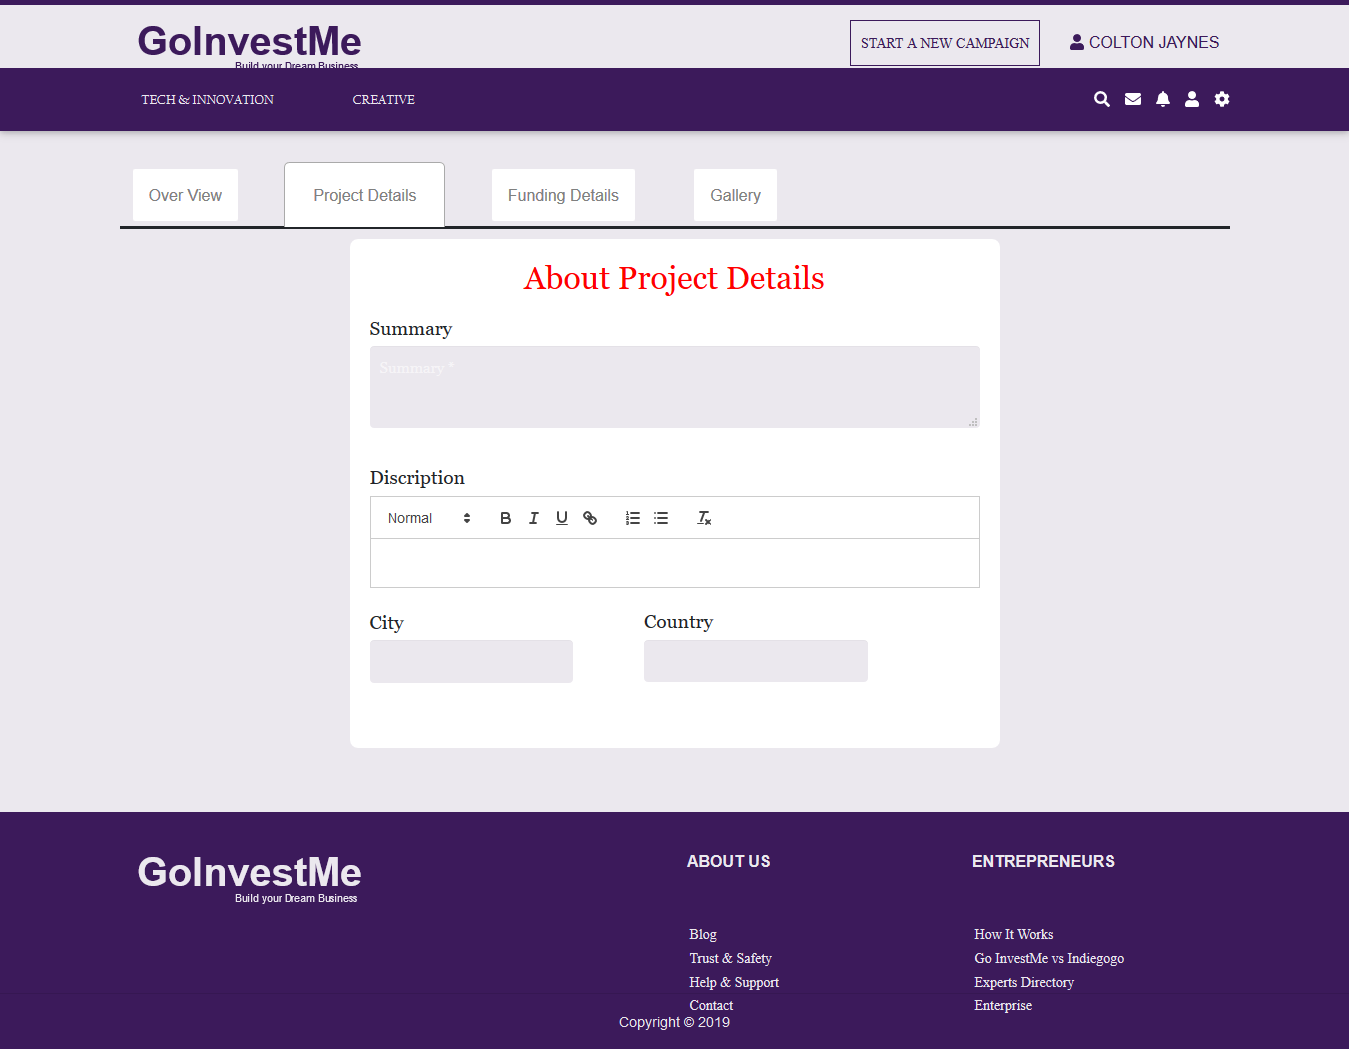 GoInvestMe
Build your Dream Business
START A NEW CAMPAIGN
COLTON JAYNES
TECH & INNOVATION
CREATIVE
Over View
Project Details
Funding Details
Gallery
About Project Details
Summary
Summary *
Discription
Normal
City
Country
GoInvestMe
Build your Dream Business
ABOUT US
ENTREPRENEURS
Blog
How It Works
Trust & Safety
Go InvestMe vs Indiegogo
Help & Support
Experts Directory
Contact
Enterprise
Copyright © 2019